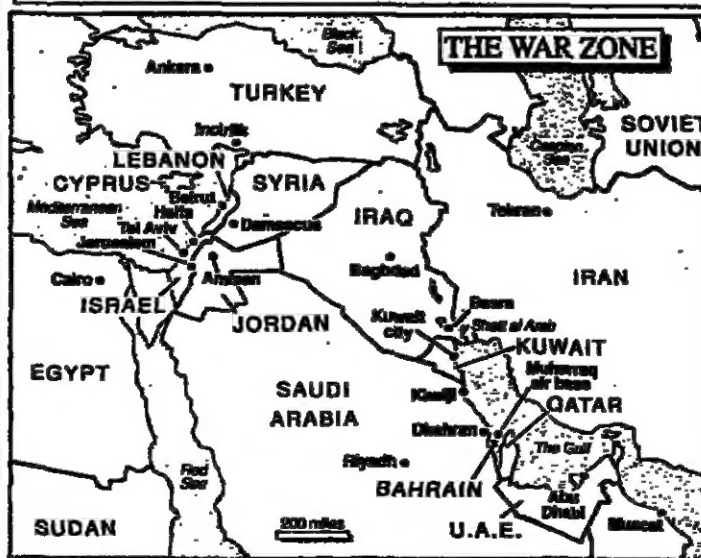 THE WAR ZONE
Black
Sea
Ankara
TURKEY
SOVIET
UNION
Caspian
Sea
Incirlik
LEBANON
CYPRUS
SYRIA
Beirut
Mediterranean
Sea
Haifa
Tel Aviv
Damascus
IRAQ
Tehran
Jerusalem
Baghdad
Cairo
Amman
IRAN
ISRAEL
Basra
JORDAN
Kuwait
city
Shatt al Arab
KUWAIT
EGYPT
Muharraq
air base
SAUDI
ARABIA
Khafji
QATAR
Dhahran
The Gulf
Red
Sea
Riyadh
BAHRAIN
Abu
Dhabi
SUDAN
200 miles
U.A.E.
Muscat